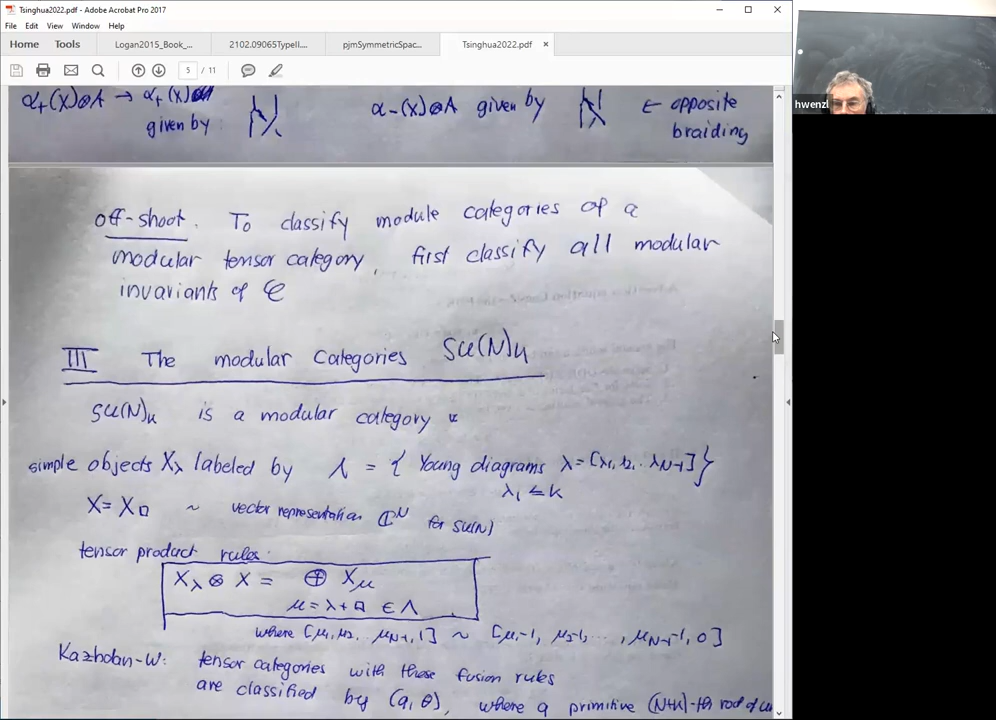 Tsinghua2022.pdf - Adobe Acrobat Pro 2017
File Edit View Window Help
Home Tools Logan2015_Book_... 2102.09065TypeII.... pjmSymmetricSpac... Tsinghua2022.pdf ×
5 / 11
hwenzl
α₊(X)⊗A → α₊(X)⊗A α₋(X)⊗A given by ← opposite
given by braiding
off-shoot. To classify module categories of a
modular tensor category, first classify all modular
invariants of 𝒞
III The modular categories SU(N)k
SU(N)k is a modular category
simple objects Xλ labeled by Λ = { Young diagrams λ=[λ1, λ2, .. λN-1] }
λ1 ≤ k
X = X□ ~ vector representation ℂᴺ for SU(N)
tensor product rules:
Xλ ⊗ X = ⊕ Xμ
μ = λ + □ ∈ Λ
where [μ1, μ2, .. μN-1, 1] ~ [μ1-1, μ2-1, ..., μN-1-1, 0]
Kazhdan-W: tensor categories with these fusion rules
are classified by (q, θ), where q primitive (N+k)-th root of